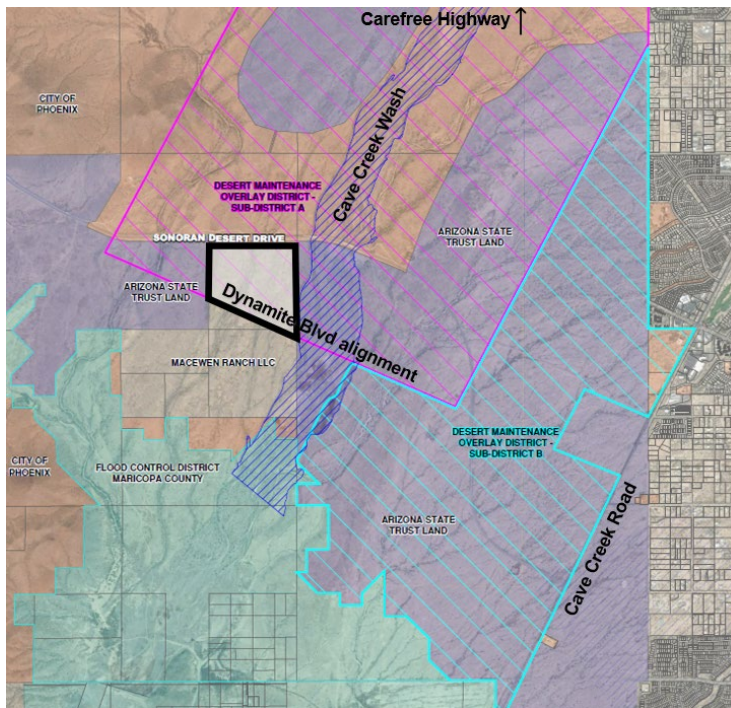 Carefree Highway ↑
CITY OF
PHOENIX
Cave Creek Wash
DESERT MAINTENANCE
OVERLAY DISTRICT -
SUB-DISTRICT A
ARIZONA STATE
TRUST LAND
SONORAN DESERT DRIVE
ARIZONA STATE
TRUST LAND
Dynamite Blvd alignment
MACEWEN RANCH LLC
DESERT MAINTENANCE
OVERLAY DISTRICT -
SUB-DISTRICT B
CITY OF
PHOENIX
FLOOD CONTROL DISTRICT
MARICOPA COUNTY
ARIZONA STATE
TRUST LAND
Cave Creek Road